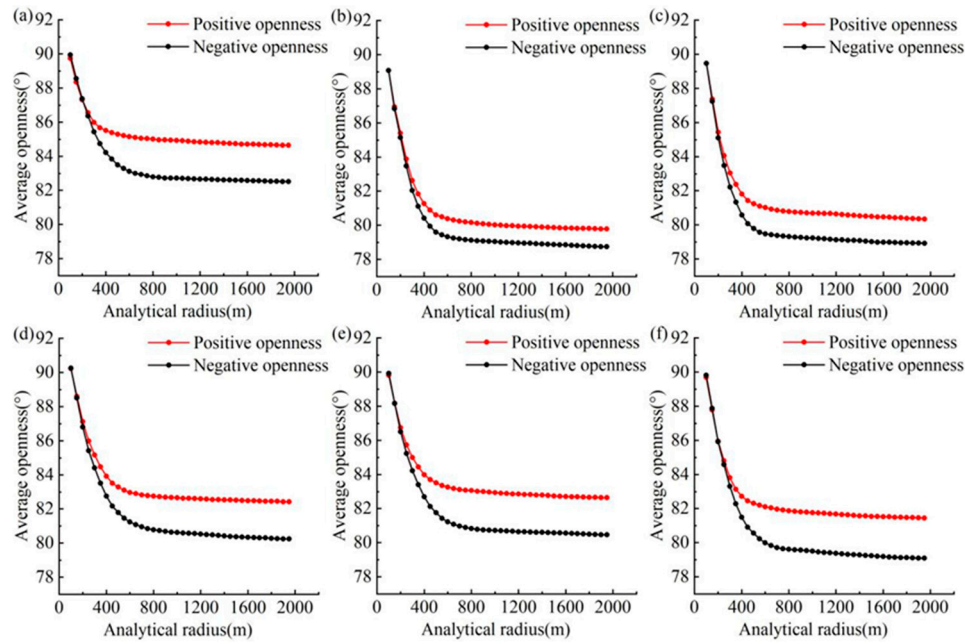 (a)
92
90
88
86
84
82
80
78
Average openness(°)
Positive openness
Negative openness
0 400 800 1200 1600 2000
Analytical radius(m)
(b)
92
90
88
86
84
82
80
78
Average openness(°)
Positive openness
Negative openness
0 400 800 1200 1600 2000
Analytical radius(m)
(c)
92
90
88
86
84
82
80
78
Average openness(°)
Positive openness
Negative openness
0 400 800 1200 1600 2000
Analytical radius(m)
(d)
92
90
88
86
84
82
80
78
Average openness(°)
Positive openness
Negative openness
0 400 800 1200 1600 2000
Analytical radius(m)
(e)
92
90
88
86
84
82
80
78
Average openness(°)
Positive openness
Negative openness
0 400 800 1200 1600 2000
Analytical radius(m)
(f)
92
90
88
86
84
82
80
78
Average openness(°)
Positive openness
Negative openness
0 400 800 1200 1600 2000
Analytical radius(m)